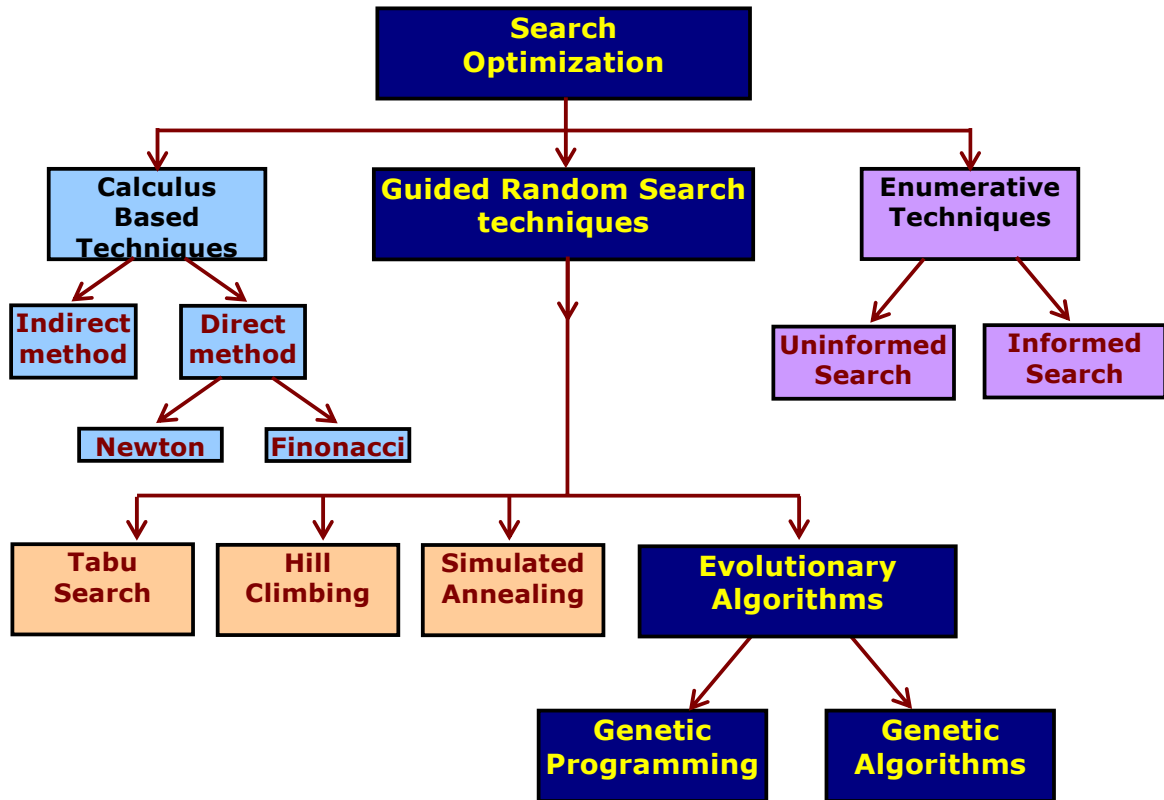 Search
Optimization
Calculus
Based
Techniques
Guided Random Search
techniques
Enumerative
Techniques
Indirect
method
Direct
method
Uninformed
Search
Informed
Search
Newton
Finonacci
Tabu
Search
Hill
Climbing
Simulated
Annealing
Evolutionary
Algorithms
Genetic
Programming
Genetic
Algorithms